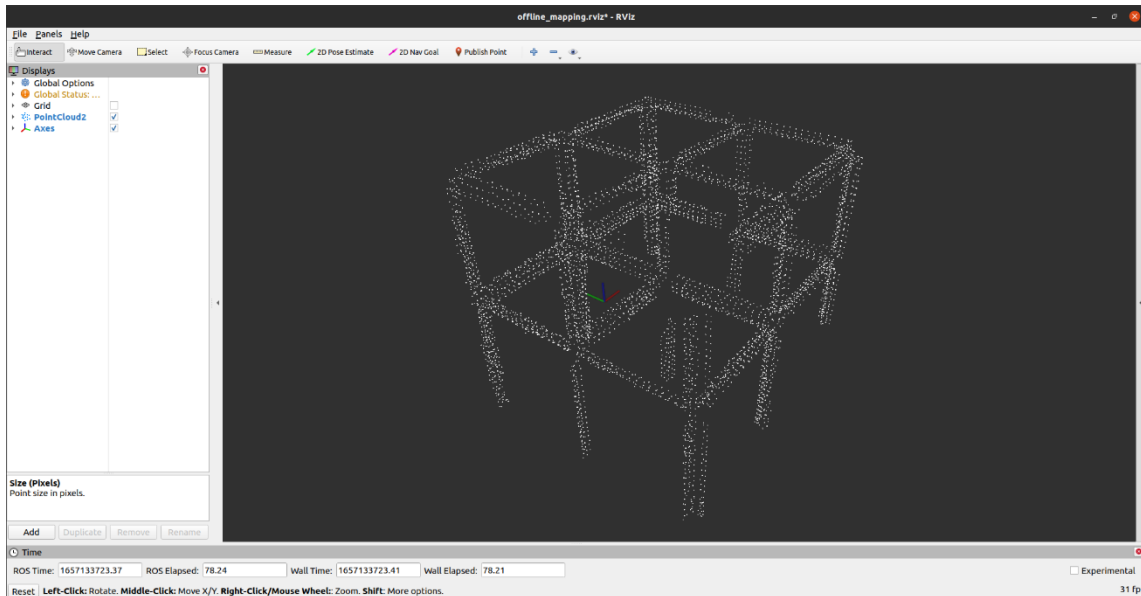 offline_mapping.rviz* - RViz
File Panels Help
Interact Move Camera Select Focus Camera Measure 2D Pose Estimate 2D Nav Goal Publish Point
Displays
Global Options
Global Status: ...
Grid
PointCloud2
Axes
Size (Pixels)
Point size in pixels.
Add Duplicate Remove Rename
Time
ROS Time: 1657133723.37 ROS Elapsed: 78.24 Wall Time: 1657133723.41 Wall Elapsed: 78.21 Experimental
Reset Left-Click: Rotate. Middle-Click: Move X/Y. Right-Click/Mouse Wheel:: Zoom. Shift: More options. 31 fp